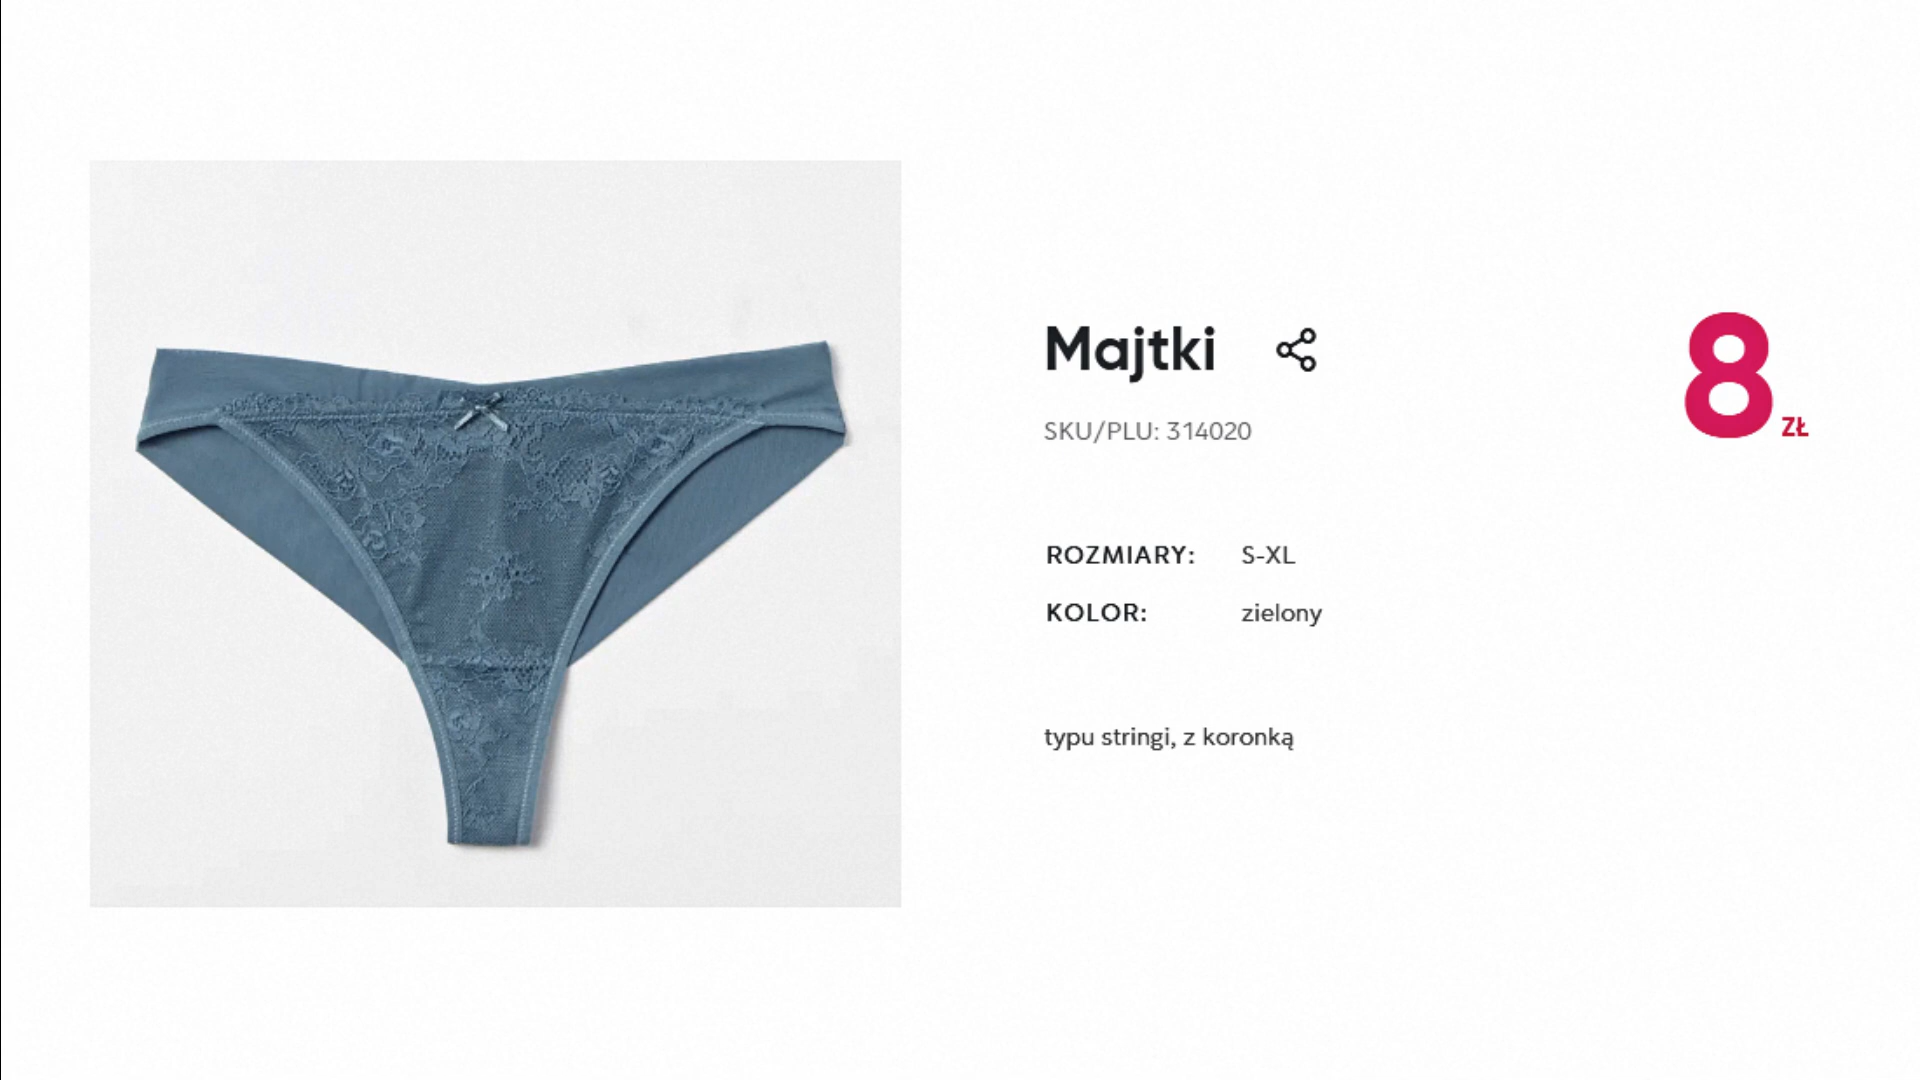 Majtki
8 ZŁ
SKU/PLU: 314020
ROZMIARY: S-XL
KOLOR: zielony
typu stringi, z koronką